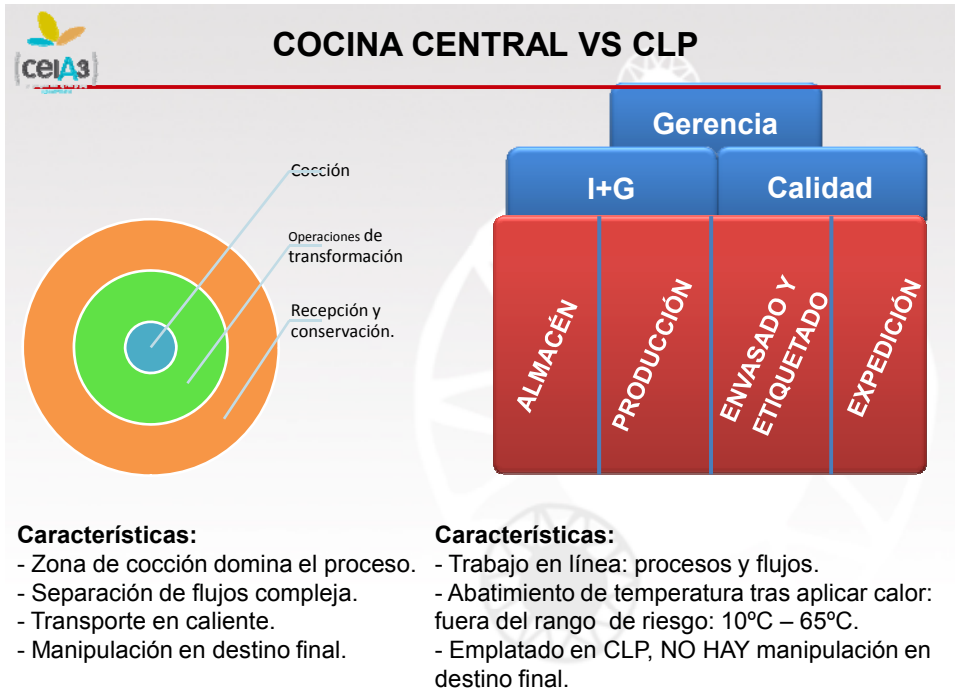 ceiA3
COCINA CENTRAL VS CLP
Cocción
Operaciones de
transformación
Recepción y
conservación.
Gerencia
I+G
Calidad
ALMACÉN
PRODUCCIÓN
ENVASADO Y
ETIQUETADO
EXPEDICIÓN
Características:
- Zona de cocción domina el proceso.
- Separación de flujos compleja.
- Transporte en caliente.
- Manipulación en destino final.
Características:
- Trabajo en línea: procesos y flujos.
- Abatimiento de temperatura tras aplicar calor:
fuera del rango de riesgo: 10ºC – 65ºC.
- Emplatado en CLP, NO HAY manipulación en
destino final.